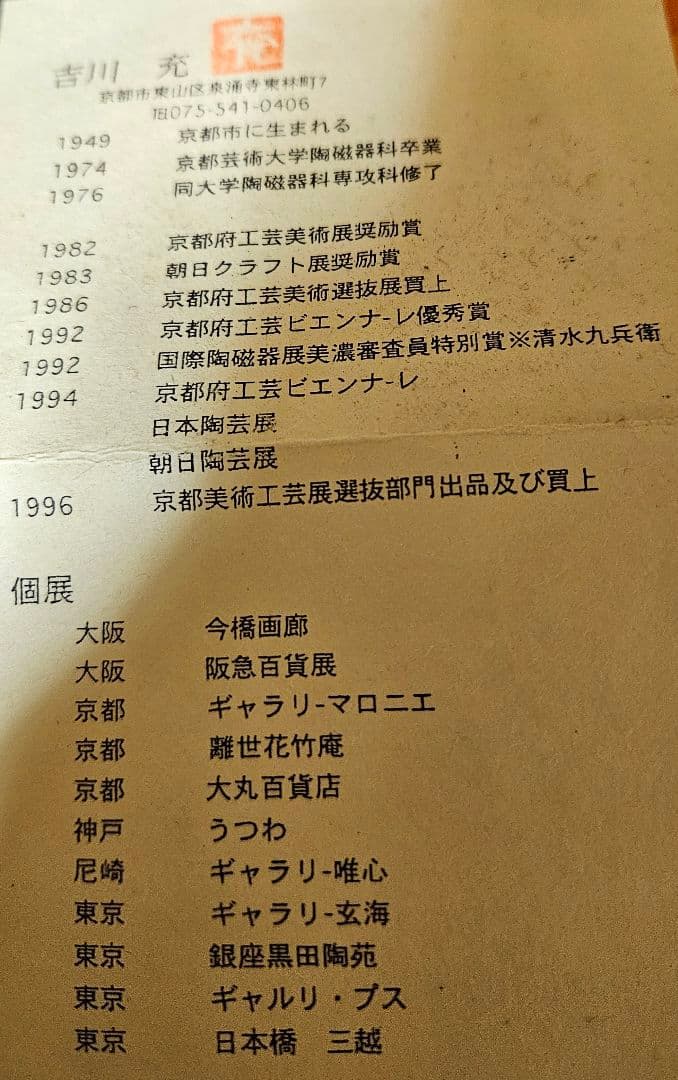 吉川　充
京都市東山区泉涌寺東林町7
℡075-541-0406
1949 京都市に生まれる
1974 京都芸術大学陶磁器科卒業
1976 同大学陶磁器科専攻科修了
1982 京都府工芸美術展奨励賞
1983 朝日クラフト展奨励賞
1986 京都府工芸美術選抜展買上
1992 京都府工芸ビエンナ-レ優秀賞
1992 国際陶磁器展美濃審査員特別賞※清水九兵衛
1994 京都府工芸ビエンナ-レ
日本陶芸展
朝日陶芸展
1996 京都美術工芸展選抜部門出品及び買上
個展
大阪 今橋画廊
大阪 阪急百貨展
京都 ギャラリ-マロニエ
京都 離世花竹庵
京都 大丸百貨店
神戸 うつわ
尼崎 ギャラリ-唯心
東京 ギャラリ-玄海
東京 銀座黒田陶苑
東京 ギャルリ・プス
東京 日本橋　三越